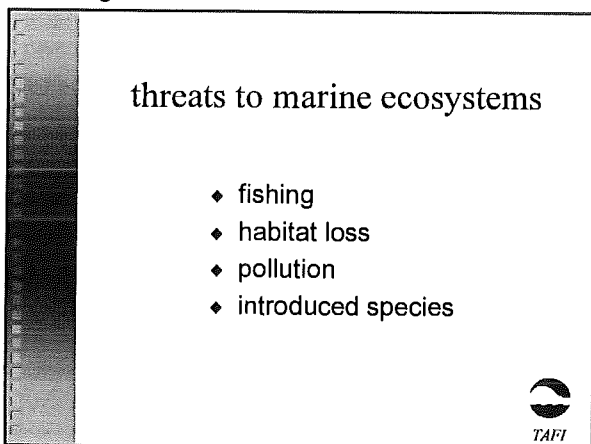 threats to marine ecosystems
fishing
habitat loss
pollution
introduced species
TAFI